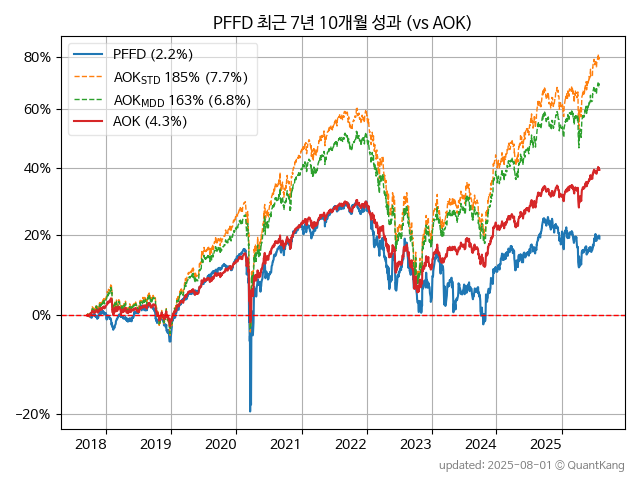 PFFD 최근 7년 10개월 성과 (vs AOK)
PFFD (2.2%)
AOK_STD 185% (7.7%)
AOK_MDD 163% (6.8%)
AOK (4.3%)
80%
60%
40%
20%
0%
−20%
2018 2019 2020 2021 2022 2023 2024 2025
updated: 2025-08-01 © QuantKang